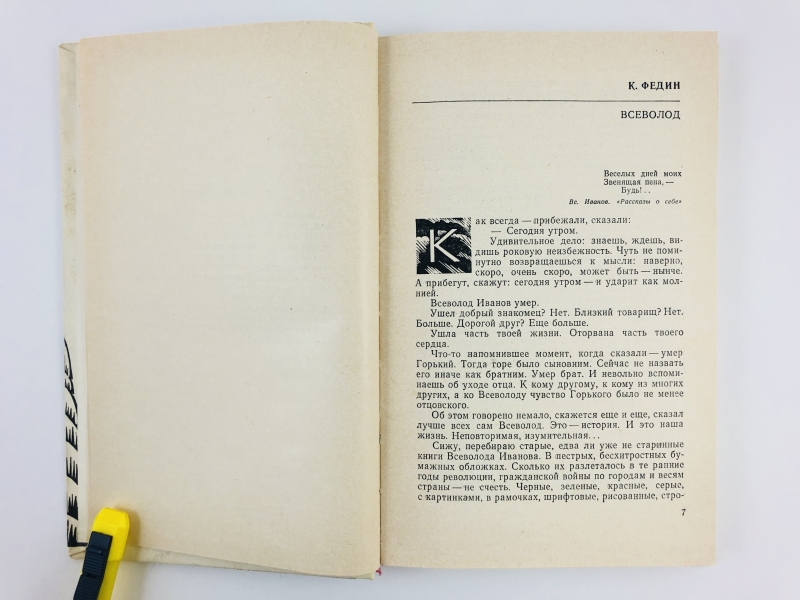 К. ФЕДИН
ВСЕВОЛОД
Веселых дней моих
Звенящая пена, —
Будь! . .
Вс. Иванов. «Рассказы о себе»
Как всегда — прибежали, сказали:
— Сегодня утром.
Удивительное дело: знаешь, ждешь, ви-
дишь роковую неизбежность. Чуть не поми-
нутно возвращаешься к мысли: наверно,
скоро, очень скоро, может быть — нынче.
А прибегут, скажут: сегодня утром — и ударит как мол-
нией.
Всеволод Иванов умер.
Ушел добрый знакомец? Нет. Близкий товарищ? Нет.
Больше. Дорогой друг? Еще больше.
Ушла часть твоей жизни. Оторвана часть твоего
сердца.
Что-то напомнившее момент, когда сказали — умер
Горький. Тогда горе было сыновним. Сейчас не назвать
его иначе как братним. Умер брат. И невольно вспоми-
наешь об уходе отца. К кому другому, к кому из многих
других, а ко Всеволоду чувство Горького было не менее
отцовского.
Об этом говорено немало, скажется еще и еще, сказал
лучше всех сам Всеволод. Это — история. И это наша
жизнь. Неповторимая, изумительная. . .
Сижу, перебираю старые, едва ли уже не старинные
книги Всеволода Иванова. В пестрых, бесхитростных бу-
мажных обложках. Сколько их разлеталось в те ранние
годы революции, гражданской войны по городам и весям
страны — не счесть. Черные, зеленые, красные, серые,
с картинками, в рамочках, шрифтовые, рисованные, стро-
7